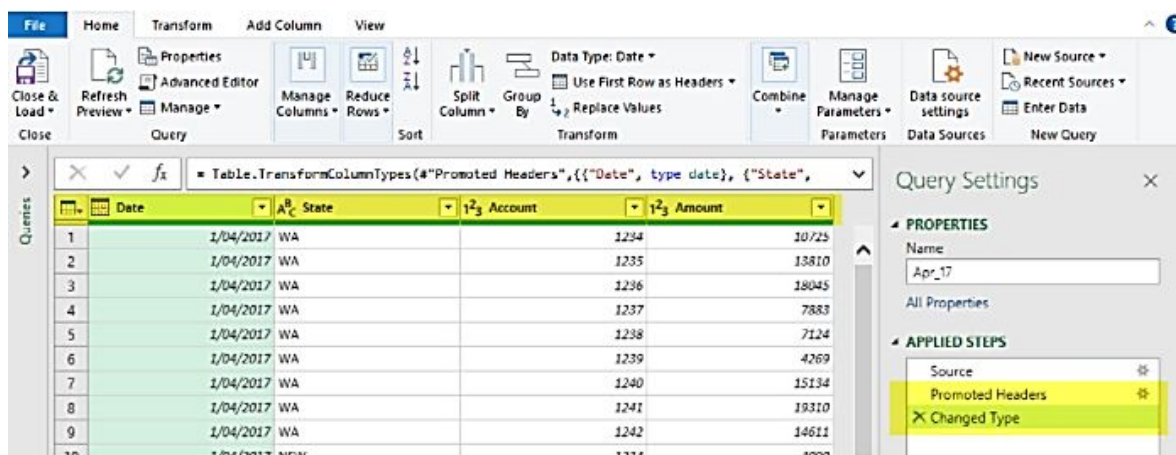 File Home Transform Add Column View
Close & Load
Close
Refresh Preview
Properties
Advanced Editor
Manage
Query
Manage Columns
Reduce Rows
Sort
Split Column
Group By
Data Type: Date
Use First Row as Headers
Replace Values
Transform
Combine
Manage Parameters
Parameters
Data source settings
Data Sources
New Source
Recent Sources
Enter Data
New Query
Queries
fx = Table.TransformColumnTypes(#"Promoted Headers",{{"Date", type date}, {"State",
Date ABC State 123 Account 123 Amount
1 1/04/2017 WA 1234 10725
2 1/04/2017 WA 1235 13810
3 1/04/2017 WA 1236 18045
4 1/04/2017 WA 1237 7883
5 1/04/2017 WA 1238 7124
6 1/04/2017 WA 1239 4269
7 1/04/2017 WA 1240 15134
8 1/04/2017 WA 1241 19310
9 1/04/2017 WA 1242 14611
Query Settings
PROPERTIES
Name
Apr_17
All Properties
APPLIED STEPS
Source
Promoted Headers
Changed Type